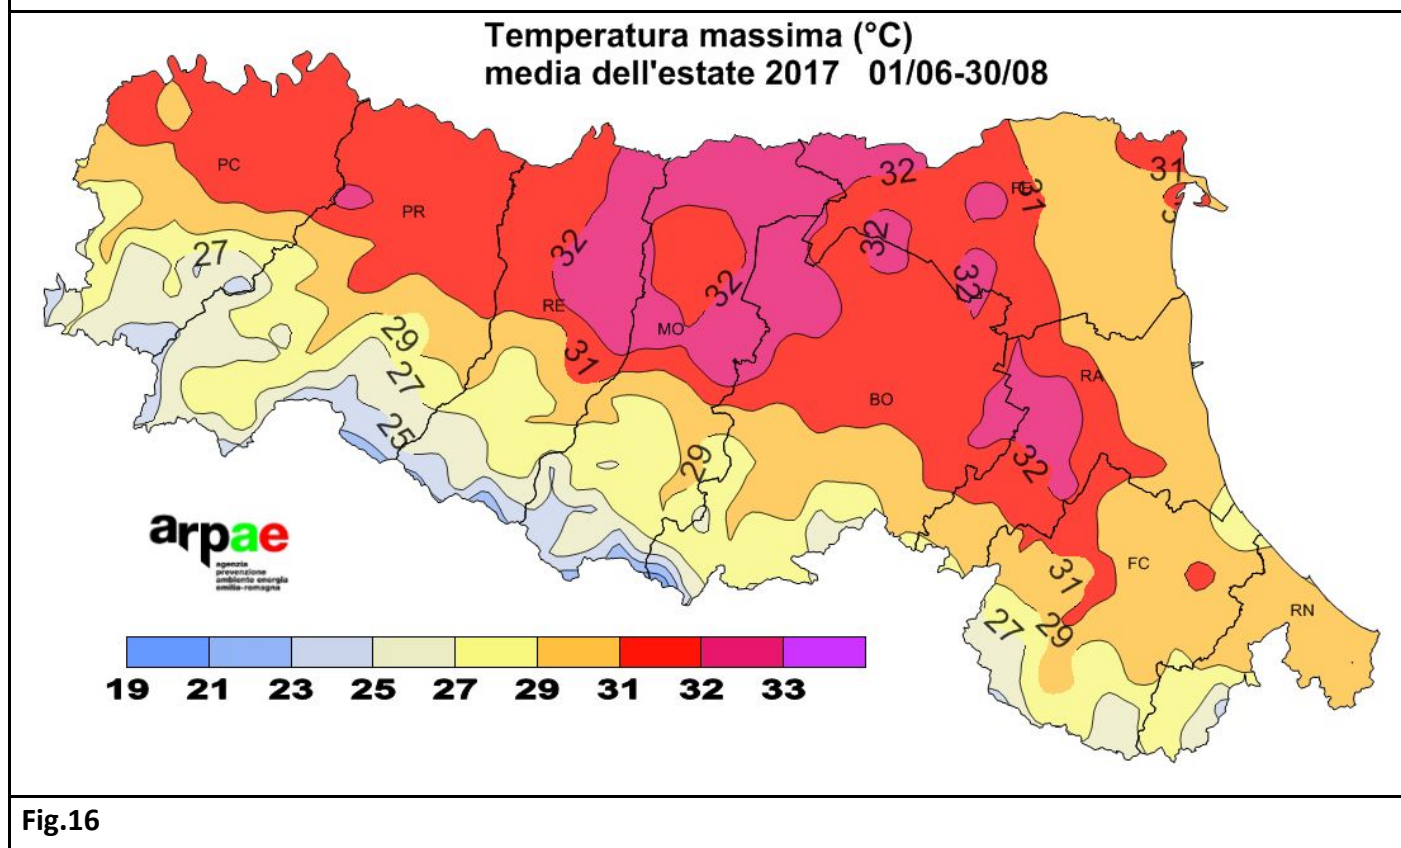 Temperatura massima (°C)
media dell'estate 2017 01/06-30/08
31
32
PC
FE
31
PR
32
27
32
32
32
RE
MO
29
31
RA
27
BO
25
29
32
arpae
agenzia
prevenzione
ambiente energia
emilia-romagna
31
FC
RN
27
29
19 21 23 25 27 29 31 32 33
Fig.16